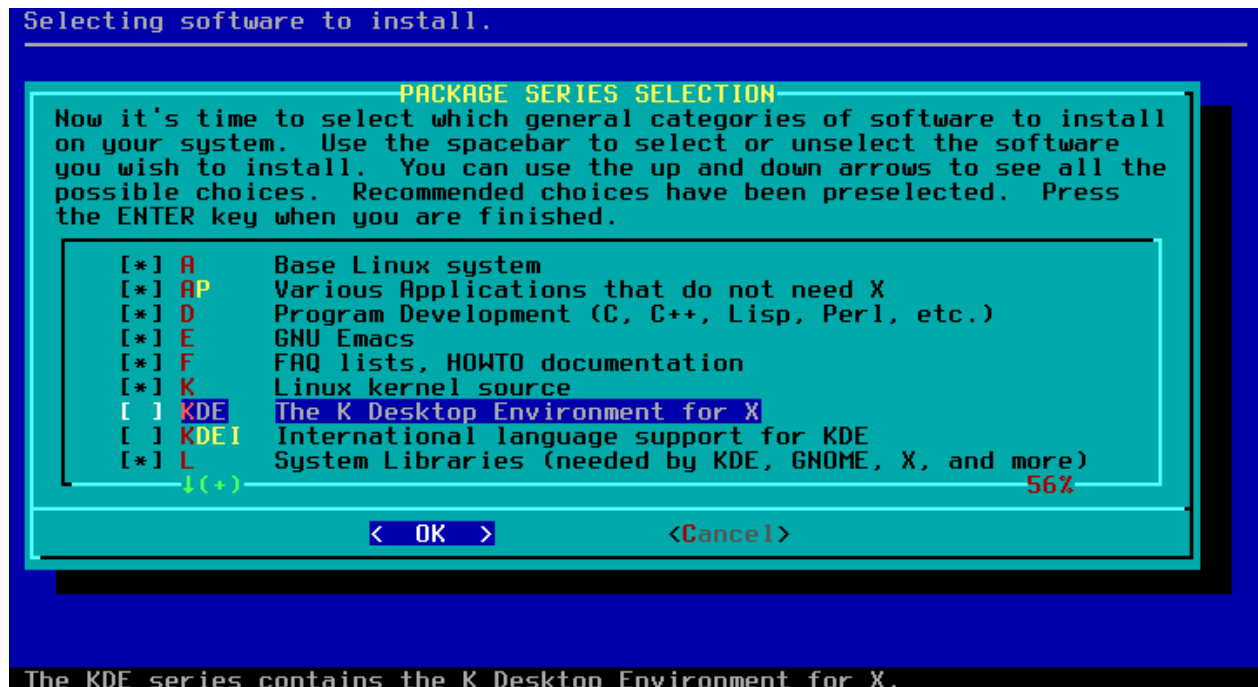 Selecting software to install.
PACKAGE SERIES SELECTION
Now it's time to select which general categories of software to install
on your system.  Use the spacebar to select or unselect the software
you wish to install.  You can use the up and down arrows to see all the
possible choices.  Recommended choices have been preselected.  Press
the ENTER key when you are finished.
[*] A     Base Linux system
[*] AP    Various Applications that do not need X
[*] D     Program Development (C, C++, Lisp, Perl, etc.)
[*] E     GNU Emacs
[*] F     FAQ lists, HOWTO documentation
[*] K     Linux kernel source
[ ] KDE   The K Desktop Environment for X
[ ] KDEI  International language support for KDE
[*] L     System Libraries (needed by KDE, GNOME, X, and more)
↓(+) 56%
<  OK  > <Cancel>
The KDE series contains the K Desktop Environment for X.